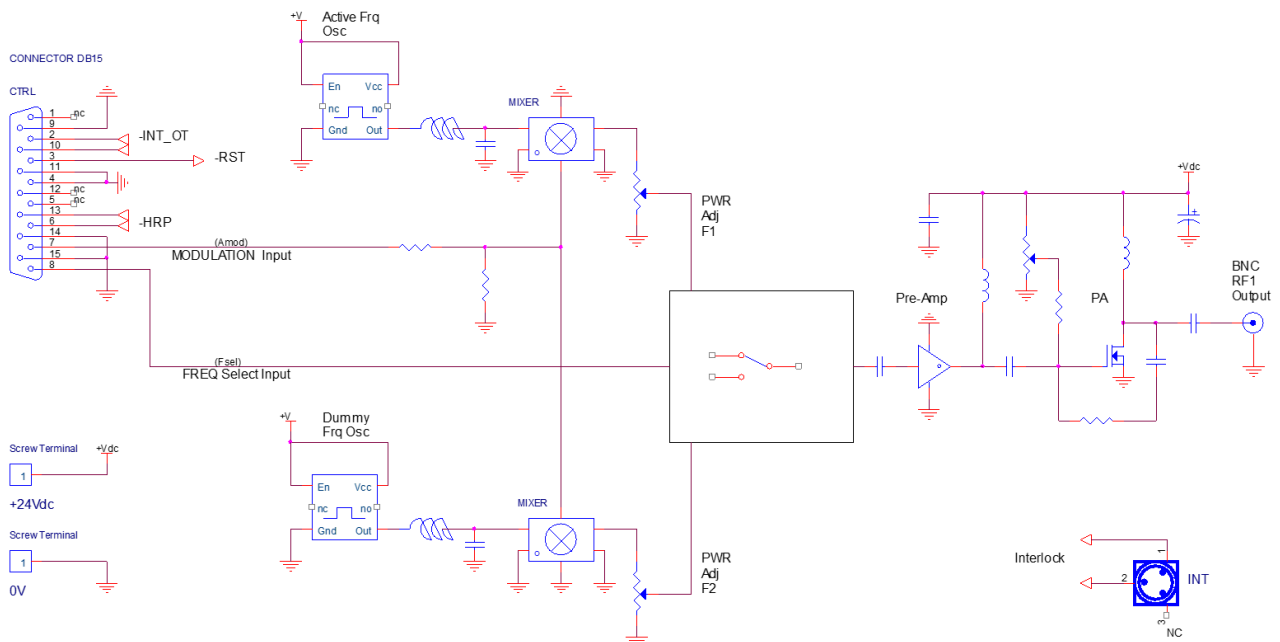 CONNECTOR DB15
CTRL
1 nc
9
2 -INT_OT
10
3 -RST
11
4
12 nc
5 nc
13
6 -HRP
14
7
15
8
(Amod)
MODULATION Input
(Fsel)
FREQ Select Input
Screw Terminal
+Vdc
1
+24Vdc
Screw Terminal
1
0V
+V
Active Frq
Osc
En Vcc
nc no
Gnd Out
MIXER
PWR
Adj
F1
+V
Dummy
Frq Osc
En Vcc
nc no
Gnd Out
MIXER
PWR
Adj
F2
Pre-Amp
PA
+Vdc
+
BNC
RF1
Output
Interlock
1
2
INT
3
NC